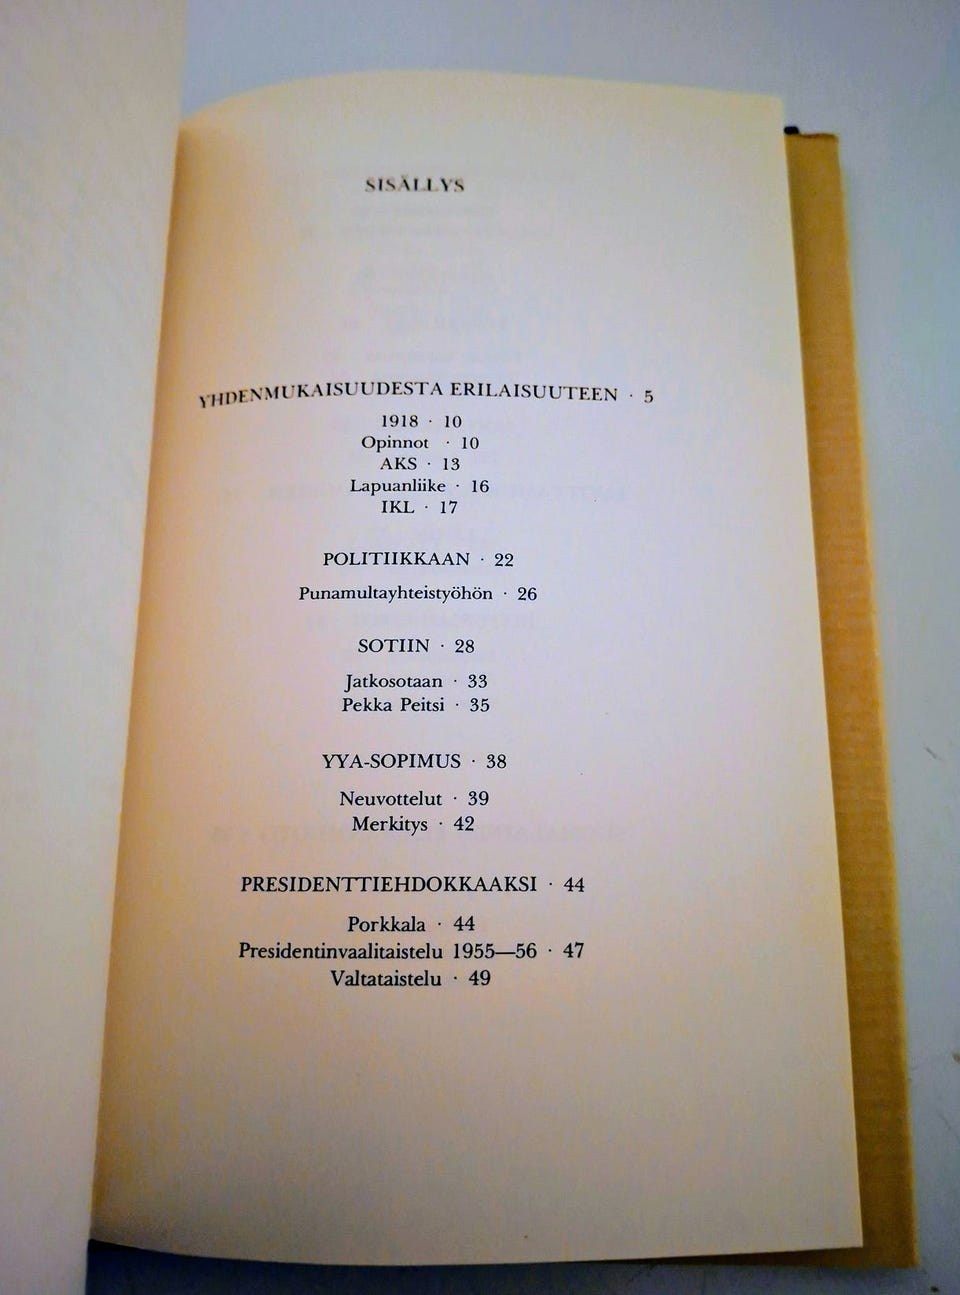 SISÄLLYS
YHDENMUKAISUUDESTA ERILAISUUTEEN · 5
1918 · 10
Opinnot · 10
AKS · 13
Lapuanliike · 16
IKL · 17
POLITIIKKAAN · 22
Punamultayhteistyöhön · 26
SOTIIN · 28
Jatkosotaan · 33
Pekka Peitsi · 35
YYA-SOPIMUS · 38
Neuvottelut · 39
Merkitys · 42
PRESIDENTTIEHDOKKAAKSI · 44
Porkkala · 44
Presidentinvaalitaistelu 1955—56 · 47
Valtataistelu · 49